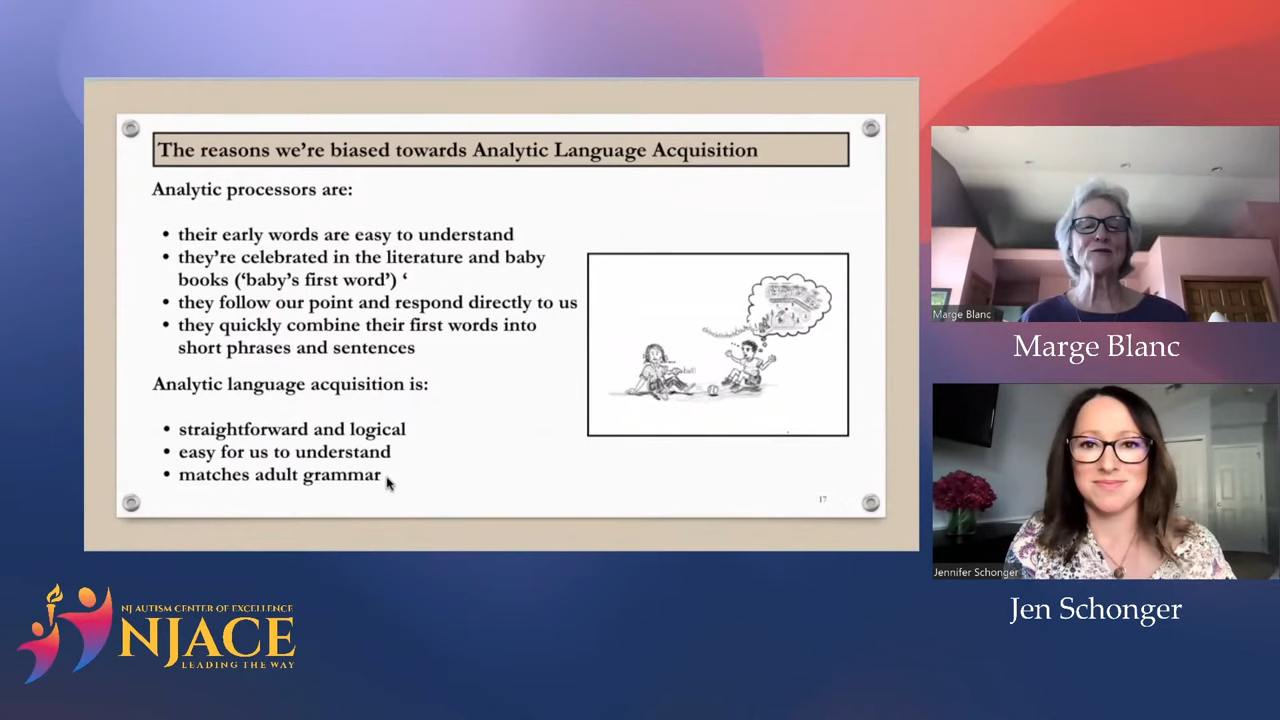 The reasons we're biased towards Analytic Language Acquisition
Analytic processors are:
• their early words are easy to understand
• they're celebrated in the literature and baby
books ('baby's first word') ‘
• they follow our point and respond directly to us
• they quickly combine their first words into
short phrases and sentences
Analytic language acquisition is:
• straightforward and logical
• easy for us to understand
• matches adult grammar
17
Marge Blanc
Marge Blanc
Jennifer Schonger
Jen Schonger
NJ AUTISM CENTER OF EXCELLENCE
NJACE
LEADING THE WAY